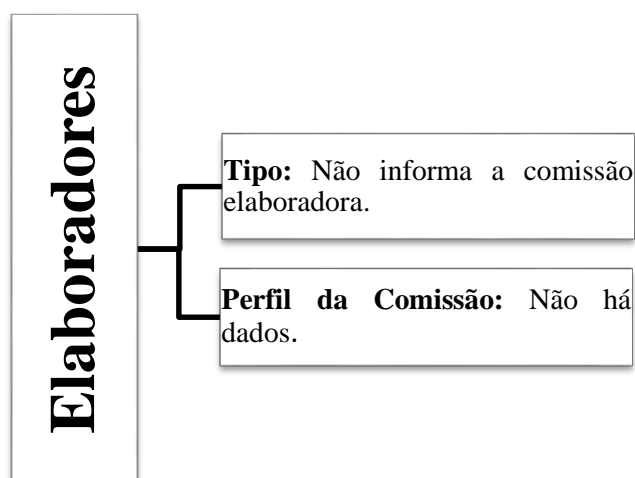 Elaboradores
Tipo: Não informa a comissão
elaboradora.
Perfil da Comissão: Não há
dados.